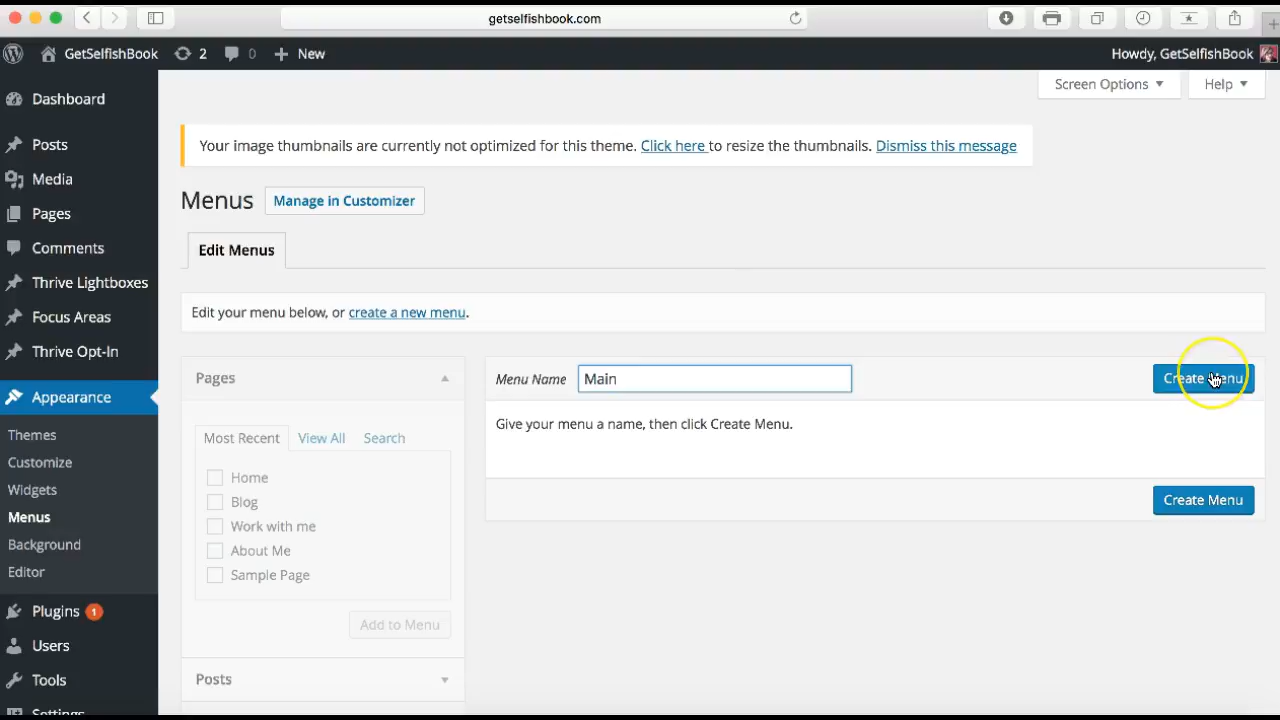 getselfishbook.com
GetSelfishBook 2 0 New Howdy, GetSelfishBook
Screen Options Help
Dashboard
Posts
Media
Pages
Comments
Thrive Lightboxes
Focus Areas
Thrive Opt-In
Appearance
Themes
Customize
Widgets
Menus
Background
Editor
Plugins 1
Users
Tools
Settings
Your image thumbnails are currently not optimized for this theme. Click here to resize the thumbnails. Dismiss this message
Menus Manage in Customizer
Edit Menus
Edit your menu below, or create a new menu.
Pages
Most Recent View All Search
Home
Blog
Work with me
About Me
Sample Page
Add to Menu
Posts
Menu Name Main Create Menu
Give your menu a name, then click Create Menu.
Create Menu